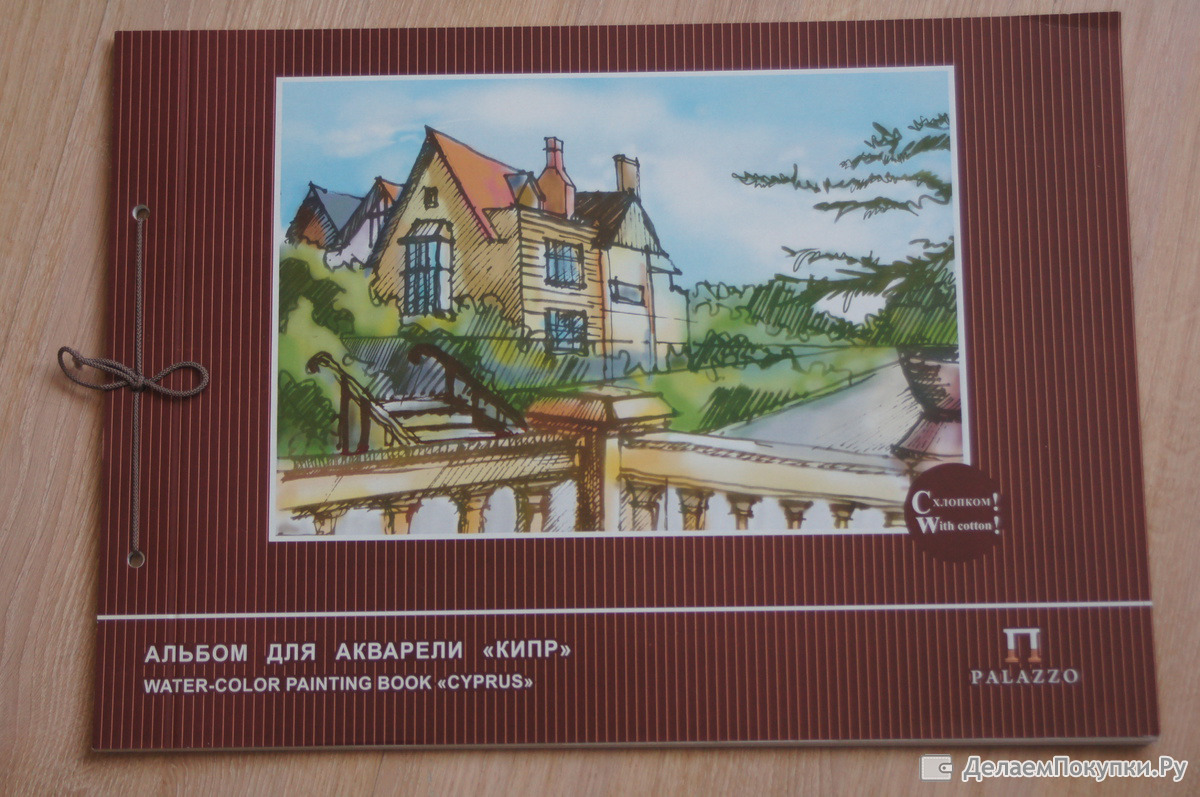 С хлопком!
With cotton!
АЛЬБОМ ДЛЯ АКВАРЕЛИ «КИПР»
WATER-COLOR PAINTING BOOK «CYPRUS»
PALAZZO
ДелаемПокупки.Ру